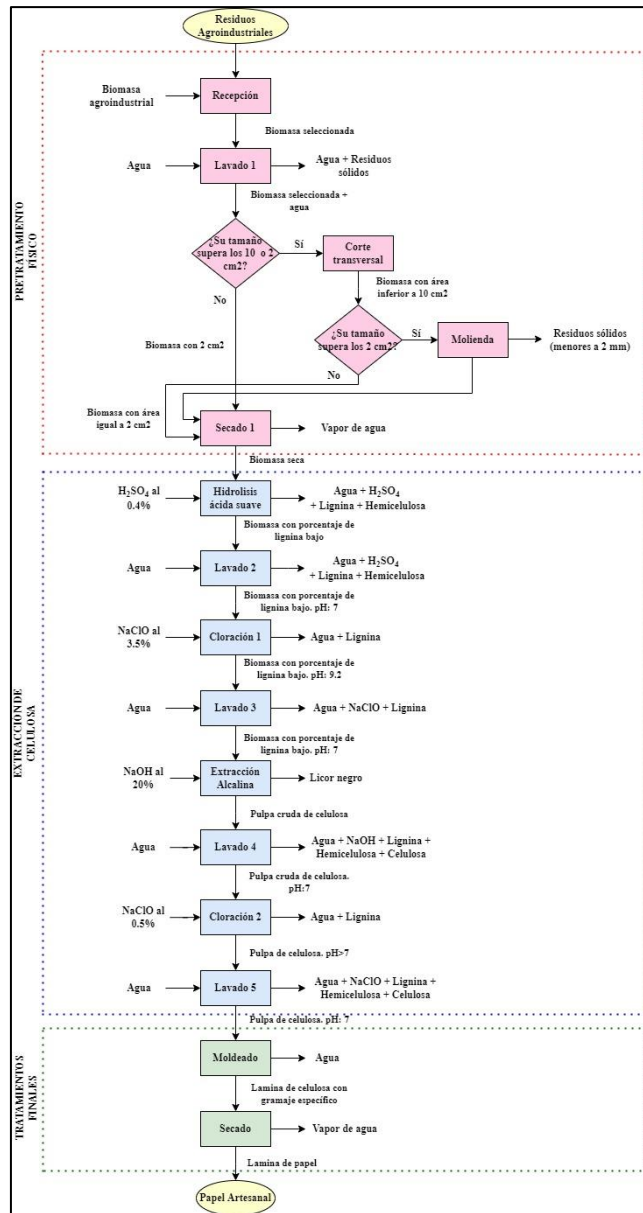 Residuos
Agroindustriales
PRETRATAMIENTO
FÍSICO
Biomasa
agroindustrial
Recepción
Biomasa seleccionada
Agua
Lavado 1
Agua + Residuos
sólidos
Biomasa seleccionada +
agua
¿Su tamaño
supera los 10 o 2
cm2?
Sí
Corte
transversal
No
Biomasa con área
inferior a 10 cm2
Biomasa con 2 cm2
¿Su tamaño
supera los 2 cm2?
Sí
Molienda
Residuos sólidos
(menores a 2 mm)
No
Biomasa con área
igual a 2 cm2
Secado 1
Vapor de agua
Biomasa seca
EXTRACCIÓN DE
CELULOSA
H2SO4 al
0.4%
Hidrolisis
ácida suave
Agua + H2SO4
+ Lignina + Hemicelulosa
Biomasa con porcentaje de
lignina bajo
Agua
Lavado 2
Agua + H2SO4
+ Lignina + Hemicelulosa
Biomasa con porcentaje de
lignina bajo. pH: 7
NaClO al
3.5%
Cloración 1
Agua + Lignina
Biomasa con porcentaje de
lignina bajo. pH: 9.2
Agua
Lavado 3
Agua + NaClO + Lignina
Biomasa con porcentaje de
lignina bajo. pH: 7
NaOH al
20%
Extracción
Alcalina
Licor negro
Pulpa cruda de celulosa
Agua
Lavado 4
Agua + NaOH + Lignina +
Hemicelulosa + Celulosa
Pulpa cruda de celulosa.
pH:7
NaClO al
0.5%
Cloración 2
Agua + Lignina
Pulpa de celulosa. pH>7
Agua
Lavado 5
Agua + NaClO + Lignina +
Hemicelulosa + Celulosa
Pulpa de celulosa. pH: 7
TRATAMIENTOS
FINALES
Moldeado
Agua
Lamina de celulosa con
gramaje específico
Secado
Vapor de agua
Lamina de papel
Papel Artesanal